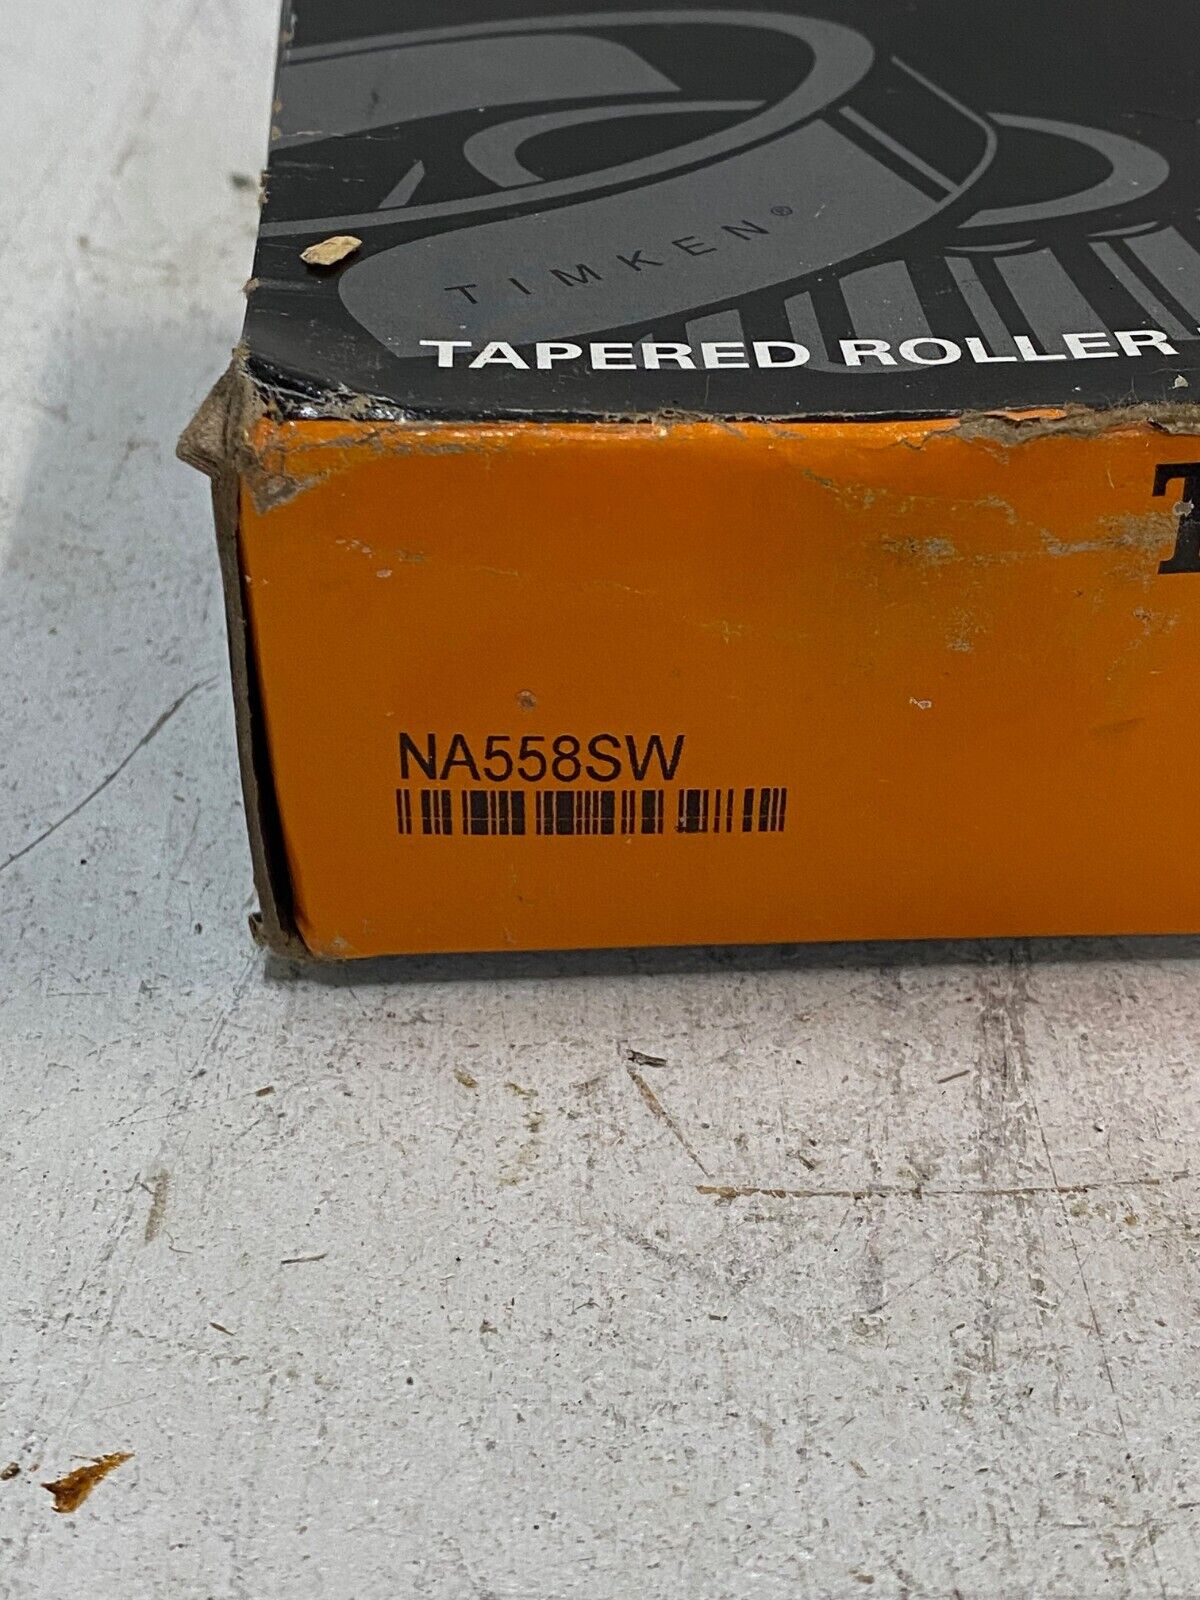 TIMKEN®
TAPERED ROLLER
T
NA558SW